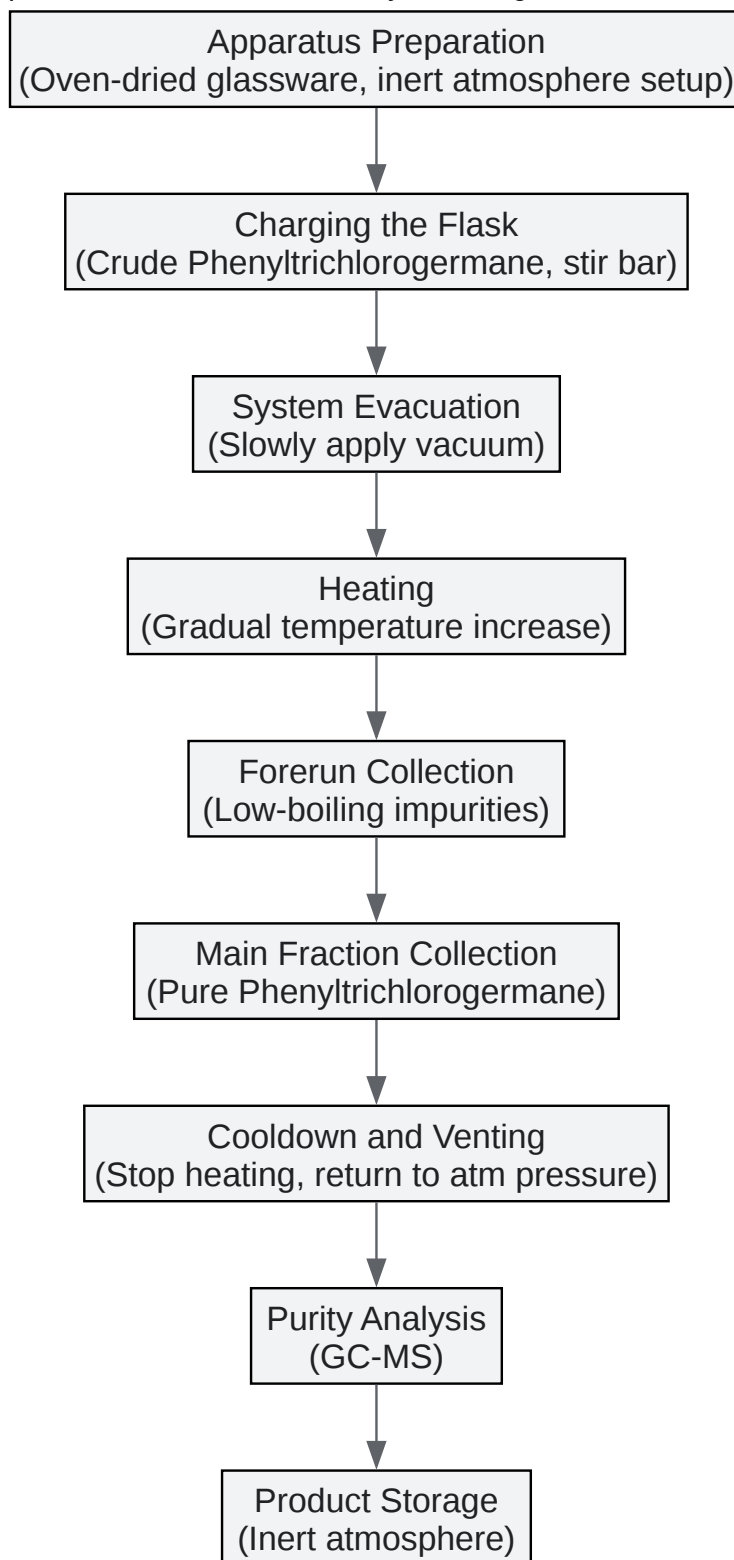 Apparatus Preparation
(Oven-dried glassware, inert atmosphere setup)
Charging the Flask
(Crude Phenyltrichlorogermane, stir bar)
System Evacuation
(Slowly apply vacuum)
Heating
(Gradual temperature increase)
Forerun Collection
(Low-boiling impurities)
Main Fraction Collection
(Pure Phenyltrichlorogermane)
Cooldown and Venting
(Stop heating, return to atm pressure)
Purity Analysis
(GC-MS)
Product Storage
(Inert atmosphere)